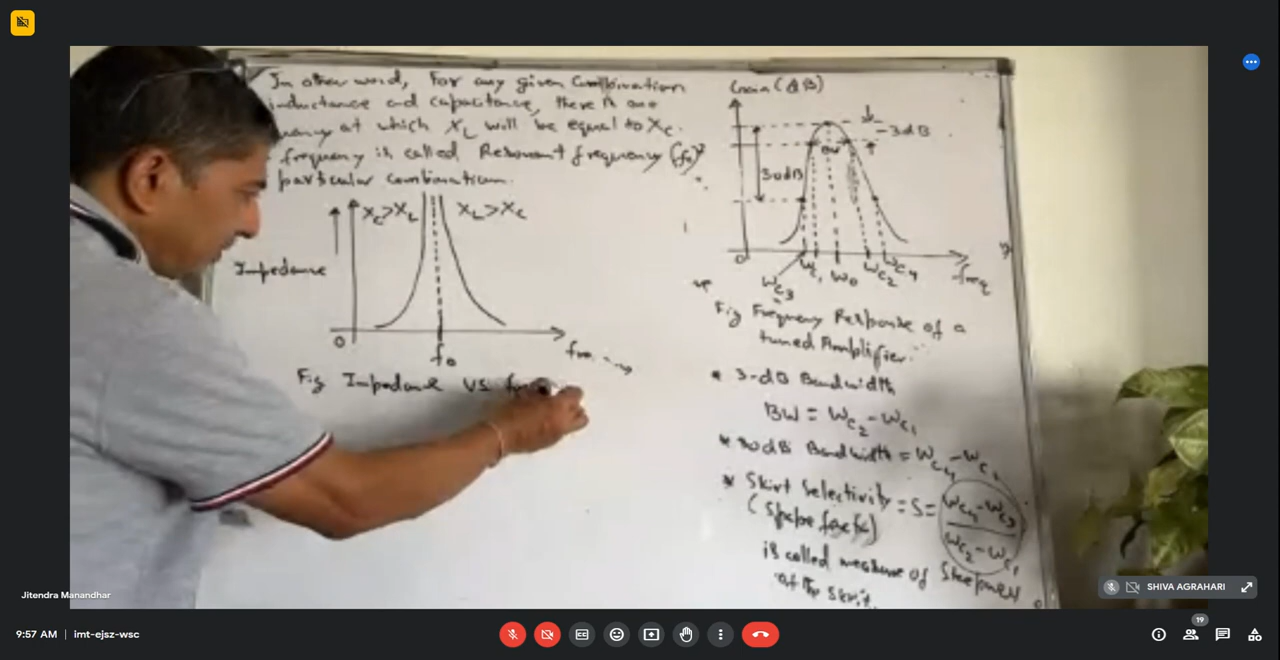 In other word, For any given Combination
inductance and capacitance, there is one
at which XL will be equal to XC.
frequency is called Resonant frequency (fo)
particular combination.
XC>XL XL>XC
Impedance
0
fo
Fig Impedance VS
Gain (dB)
-3dB
BW
30dB
0
WC3 WC1 W0 WC2 WC4
freq
Fig Frequency Response of a
tuned Amplifier.
* 3-dB Bandwidth
BW = WC2 - WC1
* 30dB Bandwidth = WC4 - WC
* Skirt Selectivity = S = WC4 - WC3
WC2 - WC1
is called measure of Steepness
of the Skirt.
Jitendra Manandhar
SHIVA AGRAHARI
9:57 AM | imt-ejsz-wsc
19